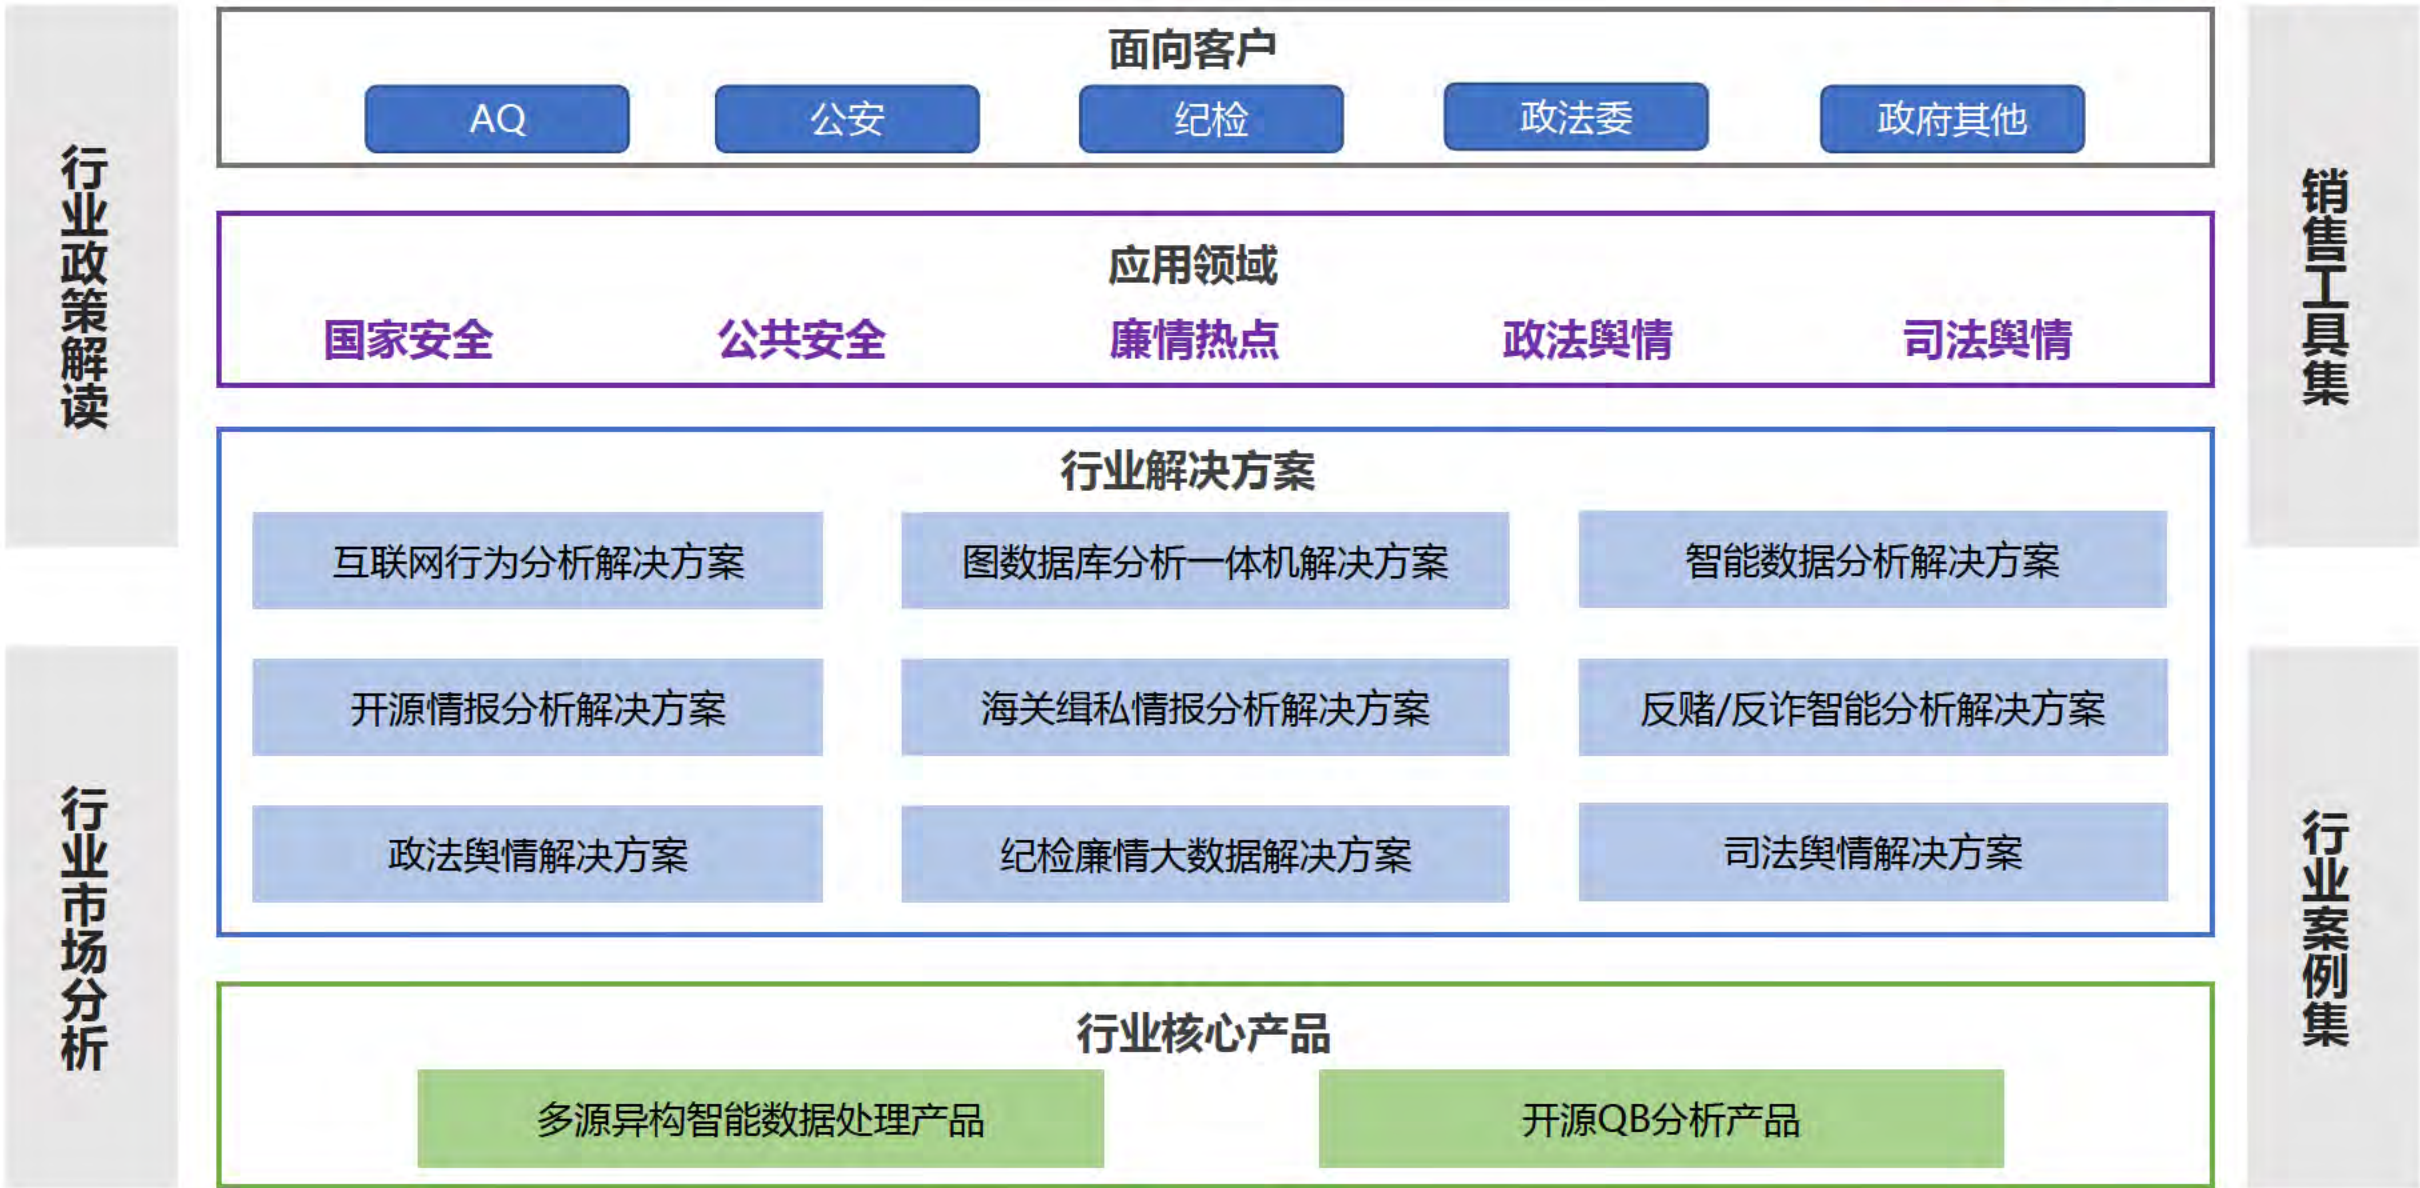 行业政策解读
行业市场分析
面向客户
AQ
公安
纪检
政法委
政府其他
应用领域
国家安全
公共安全
廉情热点
政法舆情
司法舆情
行业解决方案
互联网行为分析解决方案
图数据库分析一体机解决方案
智能数据分析解决方案
开源情报分析解决方案
海关缉私情报分析解决方案
反赌/反诈智能分析解决方案
政法舆情解决方案
纪检廉情大数据解决方案
司法舆情解决方案
行业核心产品
多源异构智能数据处理产品
开源QB分析产品
销售工具集
行业案例集